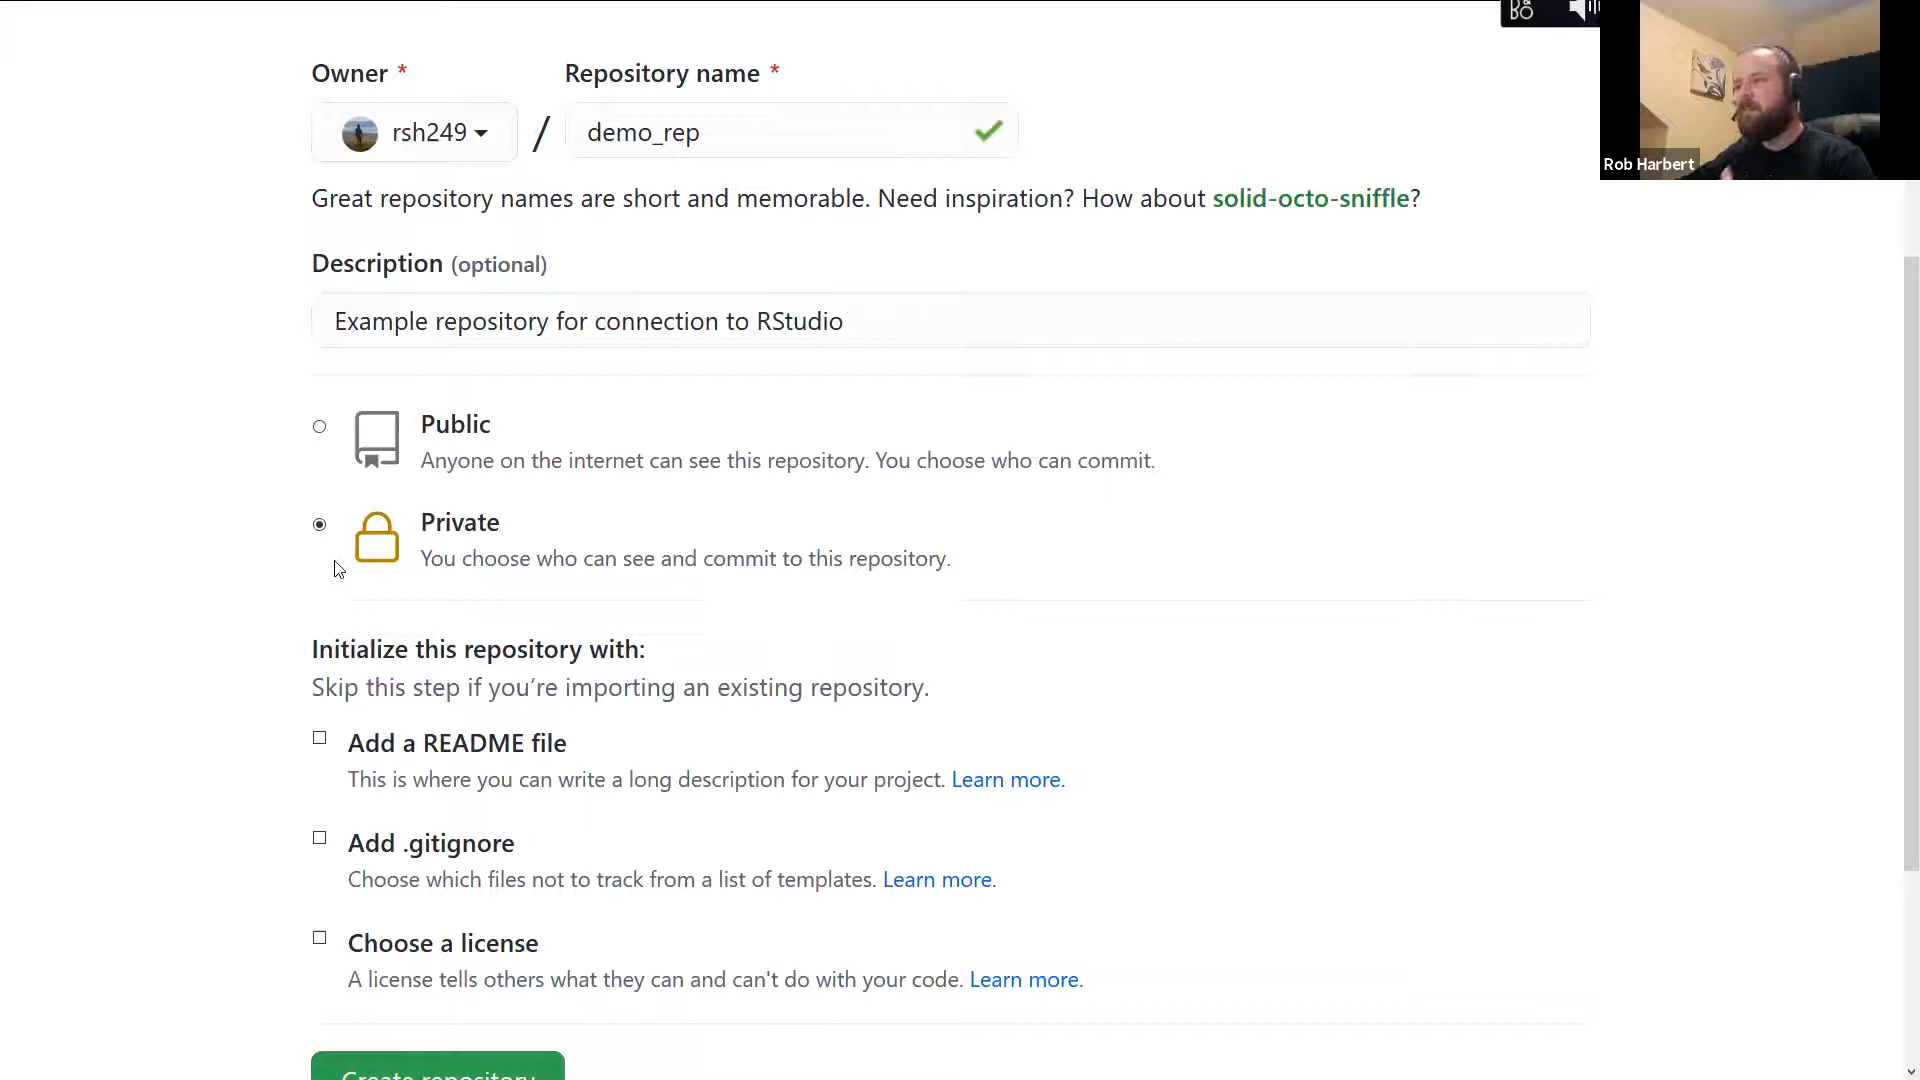 Owner *
Repository name *
rsh249 / demo_rep
Great repository names are short and memorable. Need inspiration? How about solid-octo-sniffle?
Description (optional)
Example repository for connection to RStudio
Public
Anyone on the internet can see this repository. You choose who can commit.
Private
You choose who can see and commit to this repository.
Initialize this repository with:
Skip this step if you’re importing an existing repository.
Add a README file
This is where you can write a long description for your project. Learn more.
Add .gitignore
Choose which files not to track from a list of templates. Learn more.
Choose a license
A license tells others what they can and can't do with your code. Learn more.
Create repository
Rob Harbert